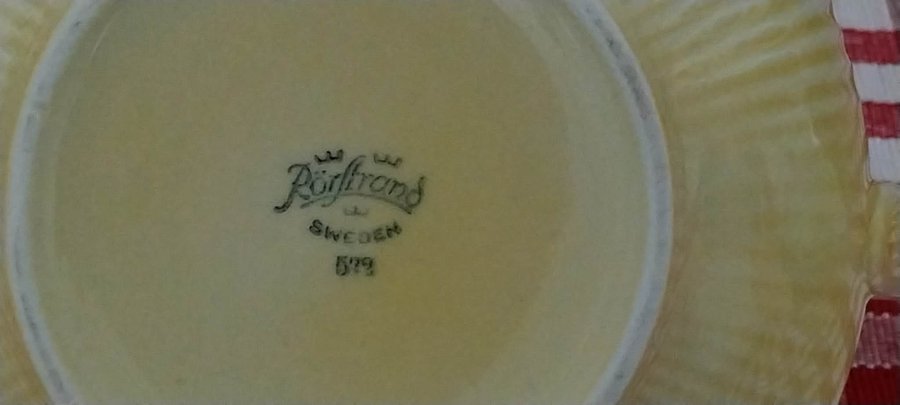 Rörstrand
SWEDEN
579